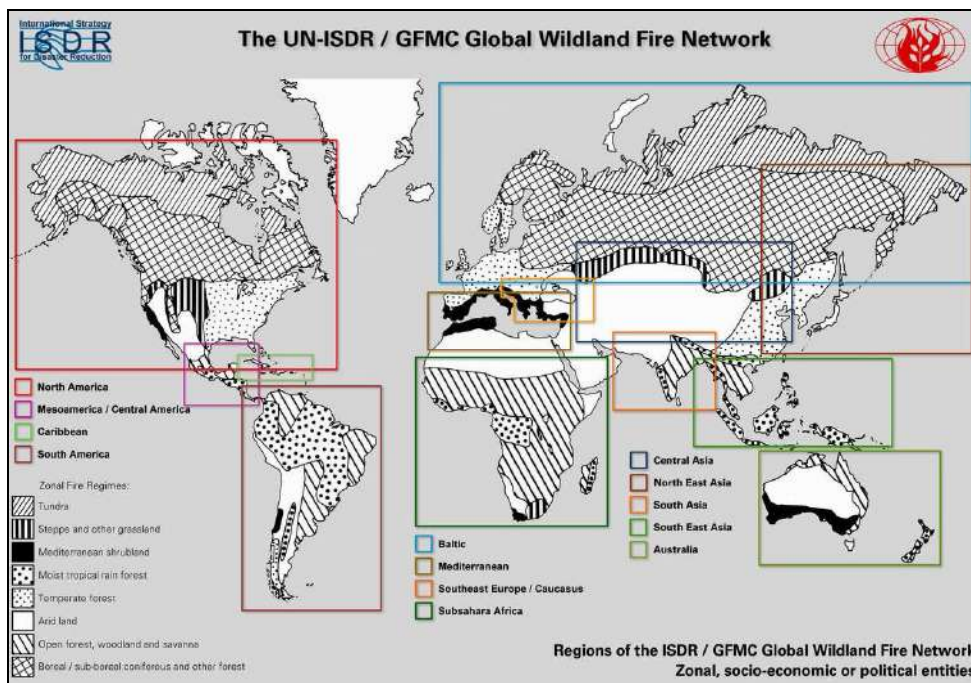 International Strategy
ISDR
for Disaster Reduction
The UN-ISDR / GFMC Global Wildland Fire Network
North America
Mesoamerica / Central America
Caribbean
South America
Zonal Fire Regimes:
Tundra
Steppe and other grassland
Mediterranean shrubland
Moist tropical rain forest
Temperate forest
Arid land
Open forest, woodland and savanna
Boreal / sub-boreal coniferous and other forest
Baltic
Mediterranean
Southeast Europe / Caucasus
Subsahara Africa
Central Asia
North East Asia
South Asia
South East Asia
Australia
Regions of the ISDR / GFMC Global Wildland Fire Network
Zonal, socio-economic or political entities